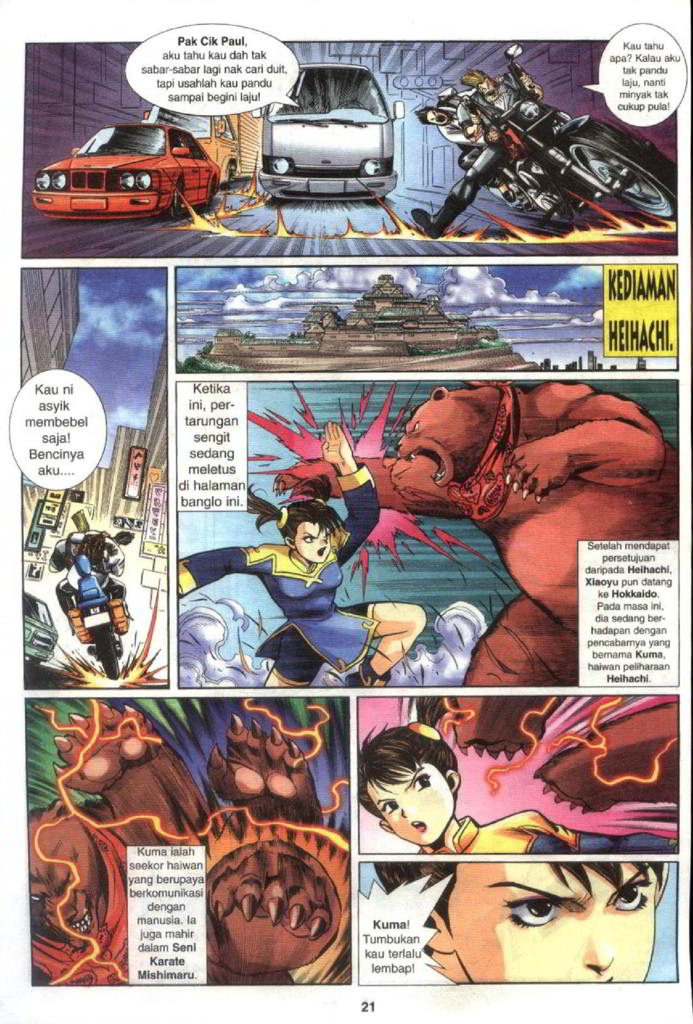 Pak Cik Paul,
aku tahu kau dah tak
sabar-sabar lagi nak cari duit,
tapi usahlah kau pandu
sampai begini laju!
Kau tahu
apa? Kalau aku
tak pandu
laju, nanti
minyak tak
cukup pula!
KEDIAMAN
HEIHACHI.
Kau ni
asyik
membebel
saja!
Bencinya
aku....
Ketika
ini, per-
tarungan
sengit
sedang
meletus
di halaman
banglo ini.
Setelah mendapat
persetujuan
daripada Heihachi,
Xiaoyu pun datang
ke Hokkaido.
Pada masa ini,
dia sedang ber-
hadapan dengan
pencabarnya yang
bernama Kuma,
haiwan peliharaan
Heihachi.
Kuma ialah
seekor haiwan
yang berupaya
berkomunikasi
dengan
manusia. Ia
juga mahir
dalam Seni
Karate
Mishimaru.
Kuma!
Tumbukan
kau terlalu
lembap!
21